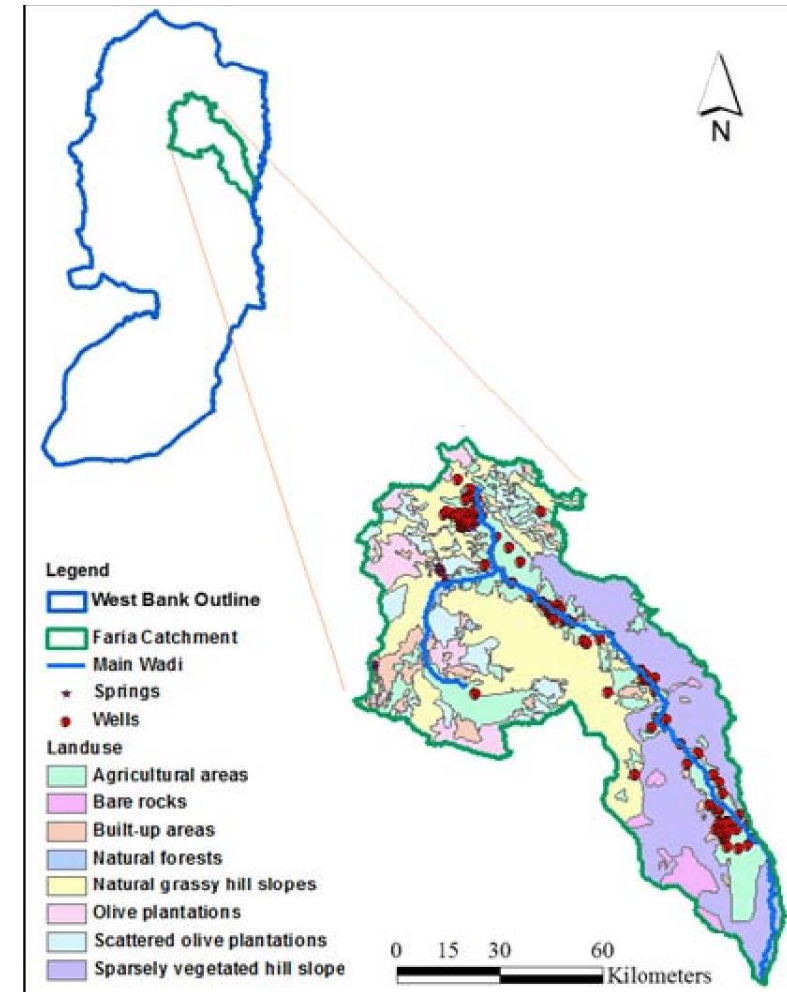 N
Legend
West Bank Outline
Faria Catchment
Main Wadi
Springs
Wells
Landuse
Agricultural areas
Bare rocks
Built-up areas
Natural forests
Natural grassy hill slopes
Olive plantations
Scattered olive plantations
Sparsely vegetated hill slope
0 15 30 60
Kilometers